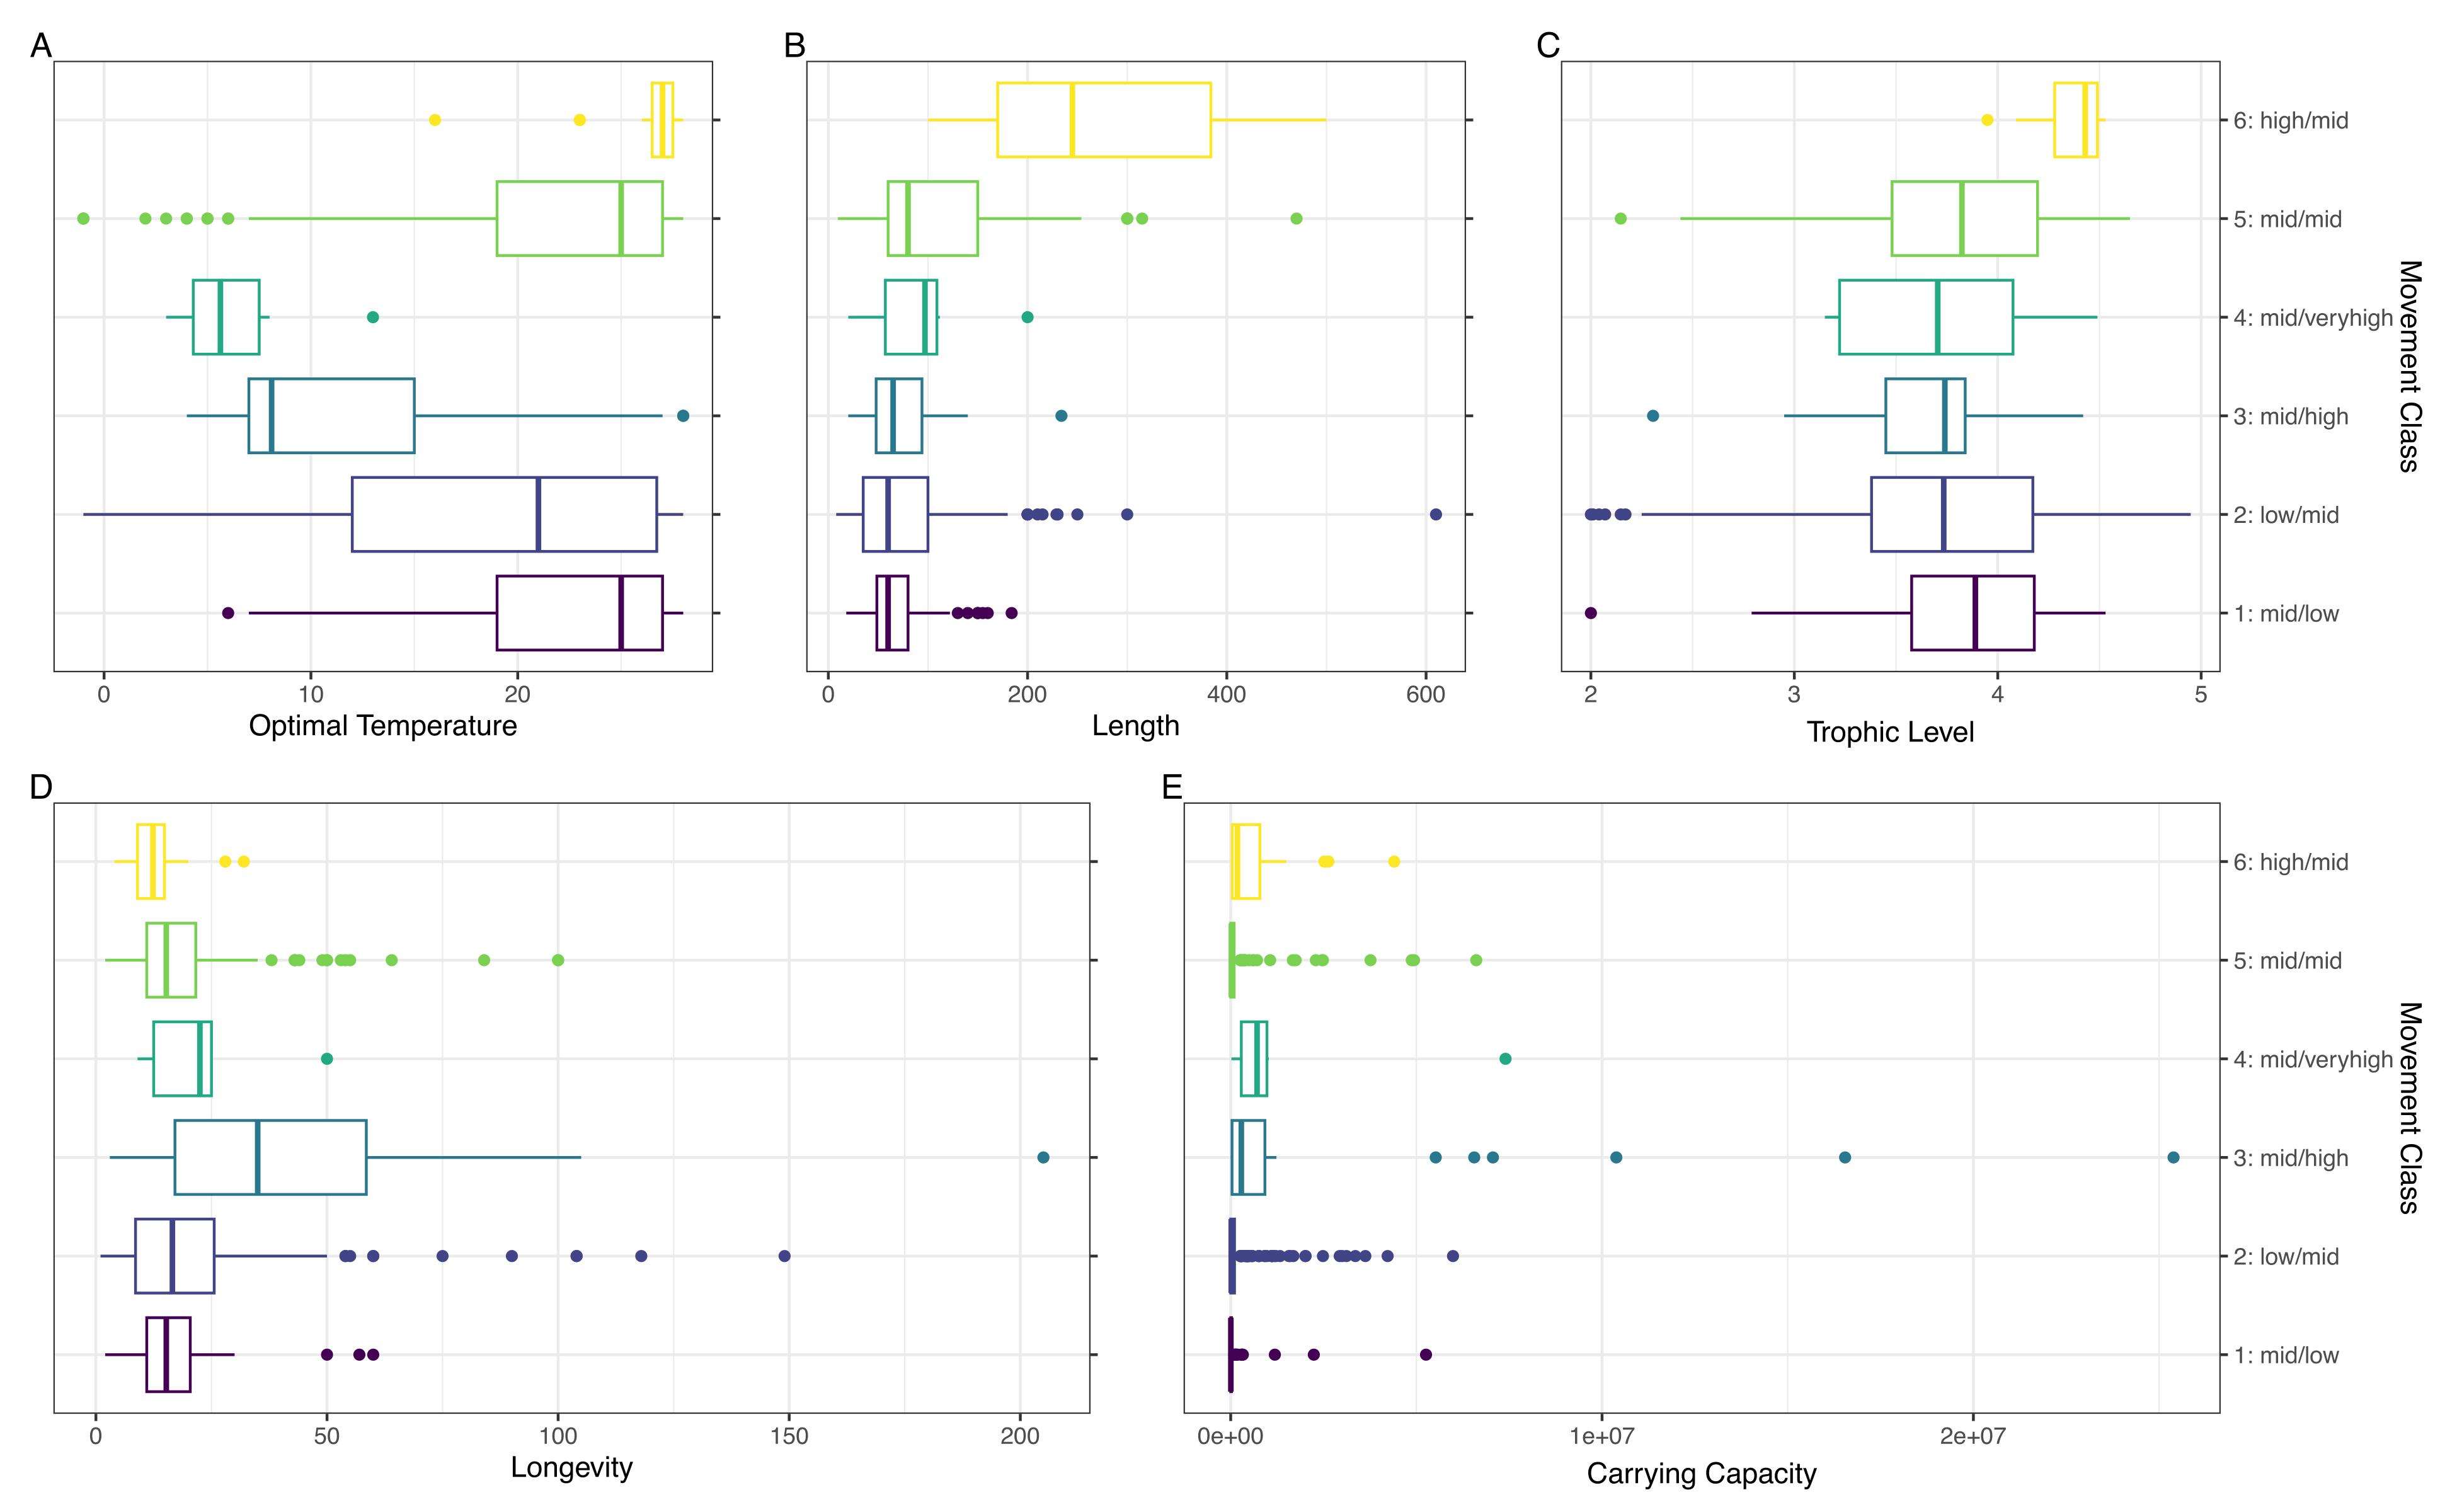 A
B
C
6: high/mid
5: mid/mid
4: mid/veryhigh
3: mid/high
2: low/mid
1: mid/low
Movement Class
0 10 20
0 200 400 600
2 3 4 5
Optimal Temperature
Length
Trophic Level
D
E
6: high/mid
5: mid/mid
4: mid/veryhigh
3: mid/high
2: low/mid
1: mid/low
Movement Class
0 50 100 150 200
0e+00 1e+07 2e+07
Longevity
Carrying Capacity